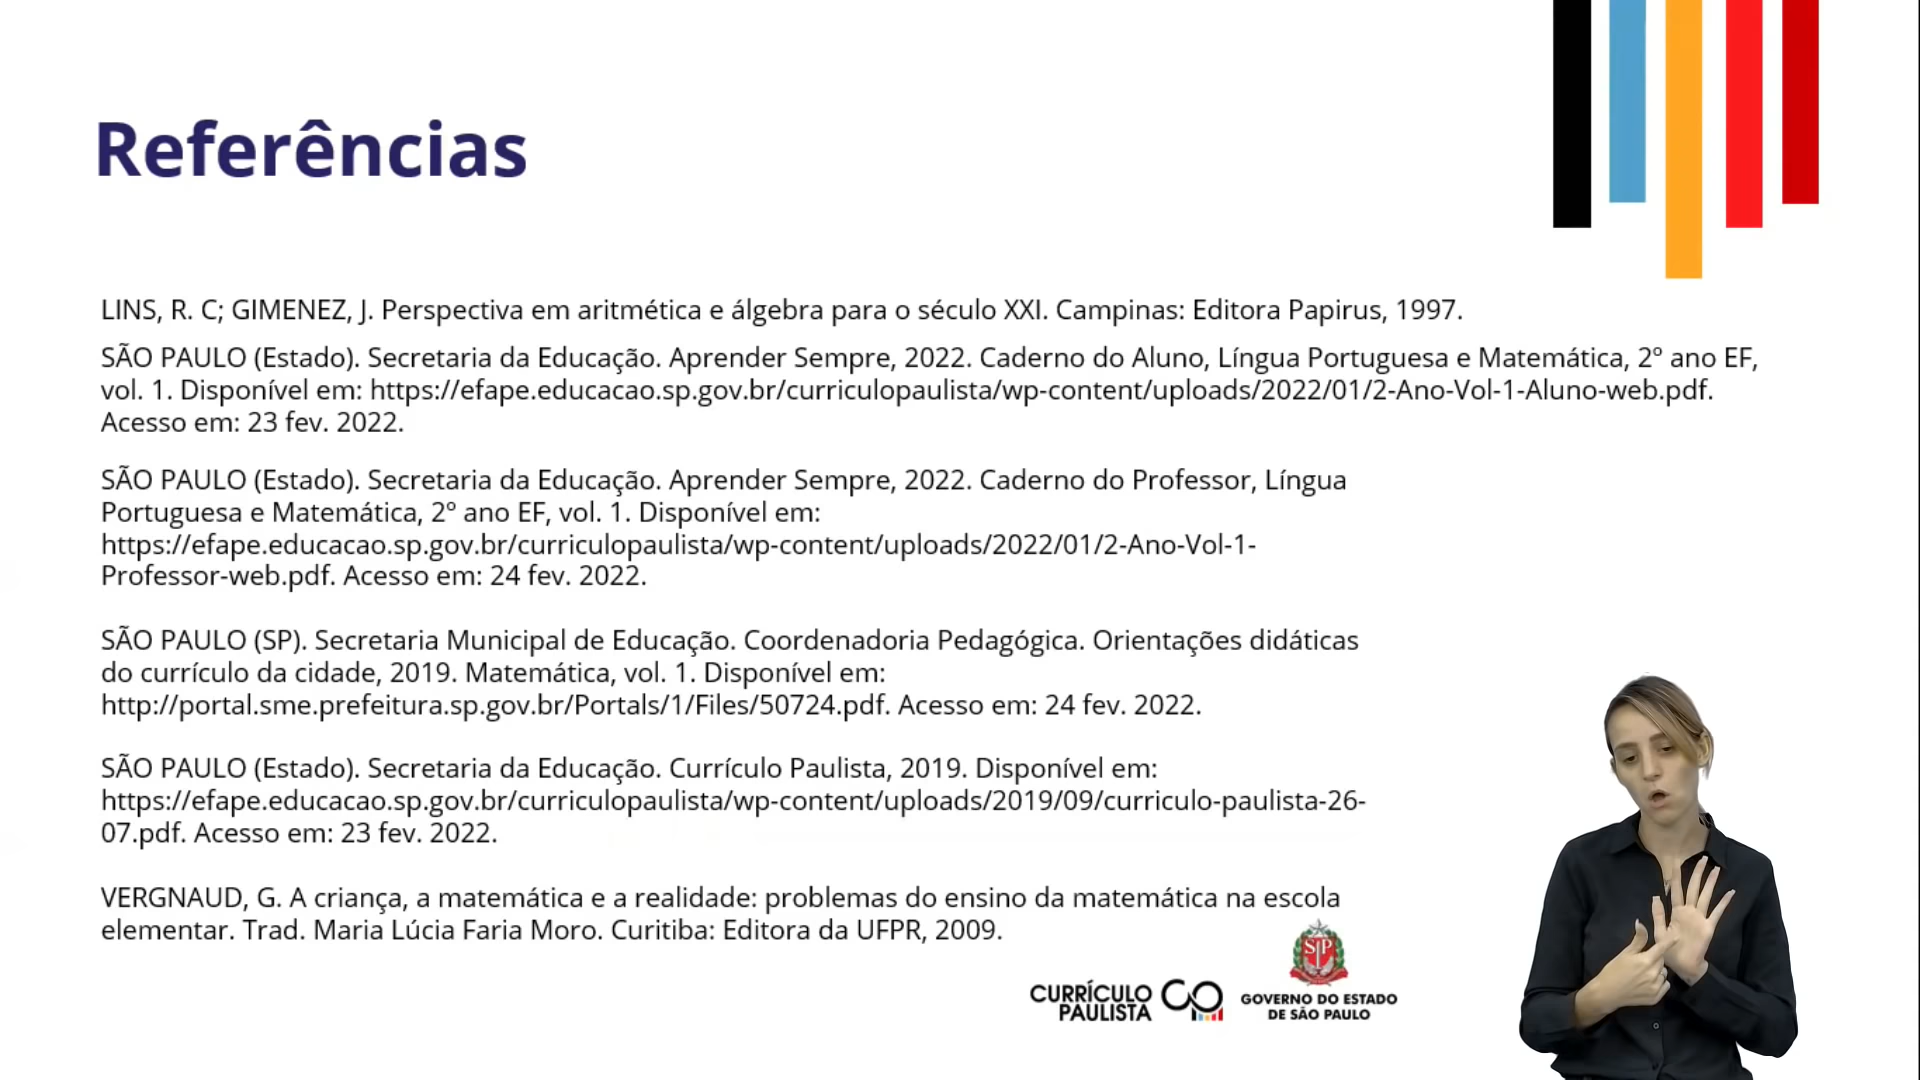 Referências
LINS, R. C; GIMENEZ, J. Perspectiva em aritmética e álgebra para o século XXI. Campinas: Editora Papirus, 1997.
SÃO PAULO (Estado). Secretaria da Educação. Aprender Sempre, 2022. Caderno do Aluno, Língua Portuguesa e Matemática, 2º ano EF,
vol. 1. Disponível em: https://efape.educacao.sp.gov.br/curriculopaulista/wp-content/uploads/2022/01/2-Ano-Vol-1-Aluno-web.pdf.
Acesso em: 23 fev. 2022.
SÃO PAULO (Estado). Secretaria da Educação. Aprender Sempre, 2022. Caderno do Professor, Língua
Portuguesa e Matemática, 2º ano EF, vol. 1. Disponível em:
https://efape.educacao.sp.gov.br/curriculopaulista/wp-content/uploads/2022/01/2-Ano-Vol-1-
Professor-web.pdf. Acesso em: 24 fev. 2022.
SÃO PAULO (SP). Secretaria Municipal de Educação. Coordenadoria Pedagógica. Orientações didáticas
do currículo da cidade, 2019. Matemática, vol. 1. Disponível em:
http://portal.sme.prefeitura.sp.gov.br/Portals/1/Files/50724.pdf. Acesso em: 24 fev. 2022.
SÃO PAULO (Estado). Secretaria da Educação. Currículo Paulista, 2019. Disponível em:
https://efape.educacao.sp.gov.br/curriculopaulista/wp-content/uploads/2019/09/curriculo-paulista-26-
07.pdf. Acesso em: 23 fev. 2022.
VERGNAUD, G. A criança, a matemática e a realidade: problemas do ensino da matemática na escola
elementar. Trad. Maria Lúcia Faria Moro. Curitiba: Editora da UFPR, 2009.
CURRÍCULO
PAULISTA
SP
GOVERNO DO ESTADO
DE SÃO PAULO